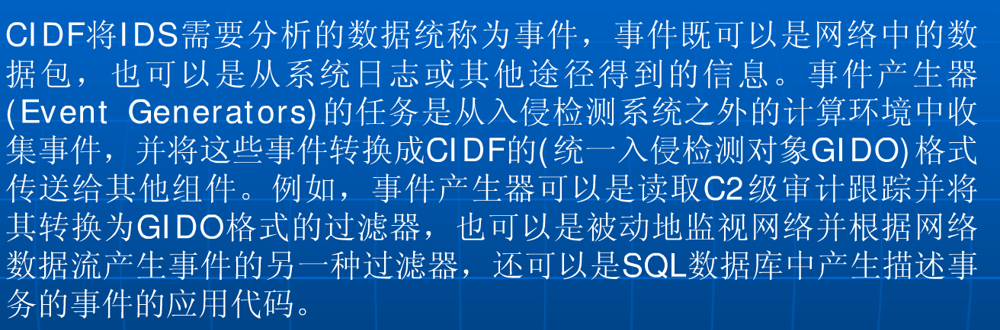 CIDF将IDS需要分析的数据统称为事件，事件既可以是网络中的数
据包，也可以是从系统日志或其他途径得到的信息。事件产生器
(Event Generators)的任务是从入侵检测系统之外的计算环境中收
集事件，并将这些事件转换成CIDF的(统一入侵检测对象GIDO)格式
传送给其他组件。例如，事件产生器可以是读取C2级审计跟踪并将
其转换为GIDO格式的过滤器，也可以是被动地监视网络并根据网络
数据流产生事件的另一种过滤器，还可以是SQL数据库中产生描述事
务的事件的应用代码。